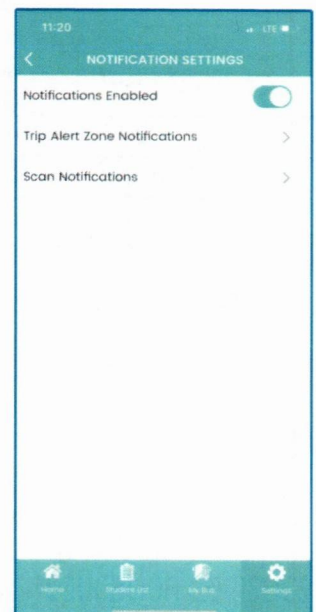 11:20
LTE
NOTIFICATION SETTINGS
Notifications Enabled
Trip Alert Zone Notifications
Scan Notifications
Home
Student List
My Bus
Settings